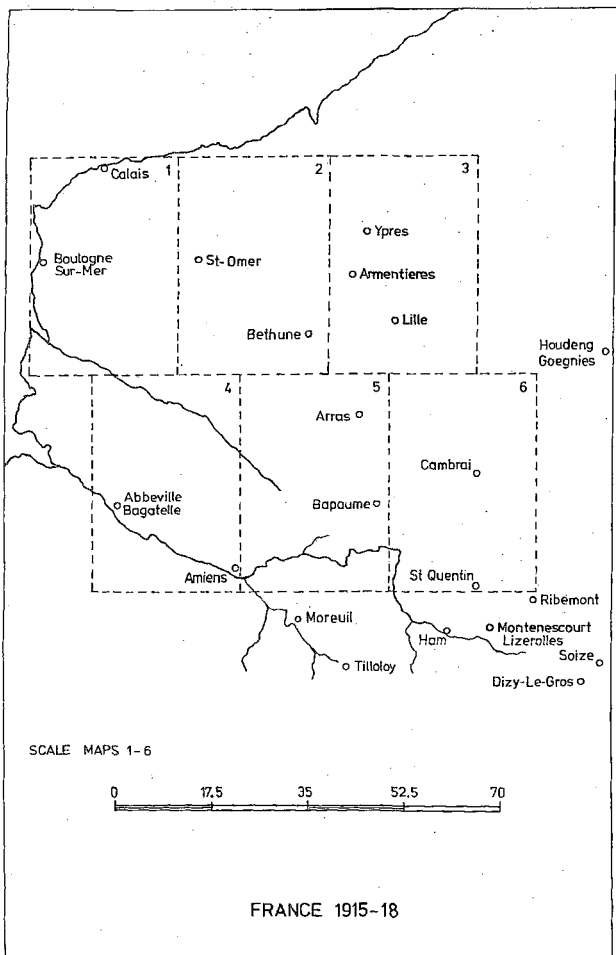 1
Calais
2
3
Ypres
Boulogne
Sur-Mer
St-Omer
Armentieres
Lille
Bethune
Houdeng
Goegnies
4
5
6
Arras
Cambrai
Abbeville
Bagatelle
Bapaume
Amiens
St Quentin
Ribemont
Moreuil
Ham
Montenescourt
Lizerolles
Tilloloy
Soize
Dizy-Le-Gros
SCALE MAPS 1-6
0 17.5 35 52.5 70
FRANCE 1915-18